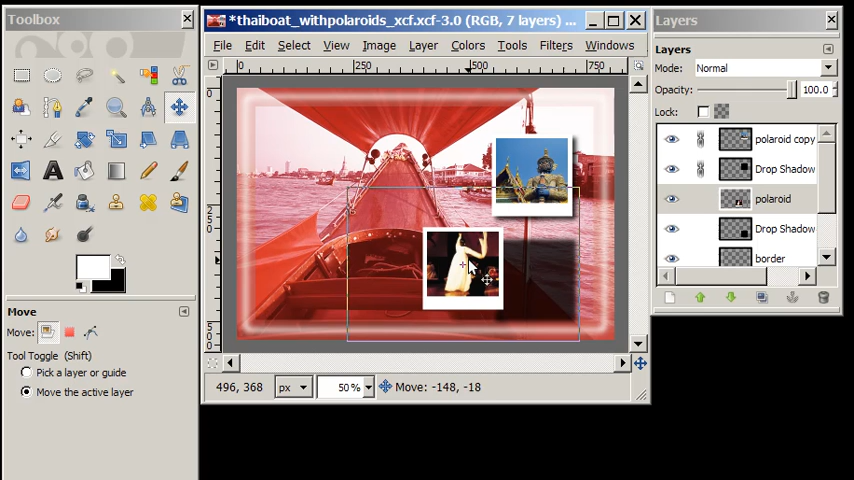 Toolbox
*thaiboat_withpolaroids_xcf.xcf-3.0 (RGB, 7 layers) ...
Layers
File Edit Select View Image Layer Colors Tools Filters Windows
Layers
Mode: Normal
Opacity: 100.0
Lock:
0 250 500 750
0
250
500
polaroid copy
Drop Shadow
polaroid
Drop Shadow
border
Move
Move:
Tool Toggle (Shift)
Pick a layer or guide
Move the active layer
496, 368 px 50% Move: -148, -18